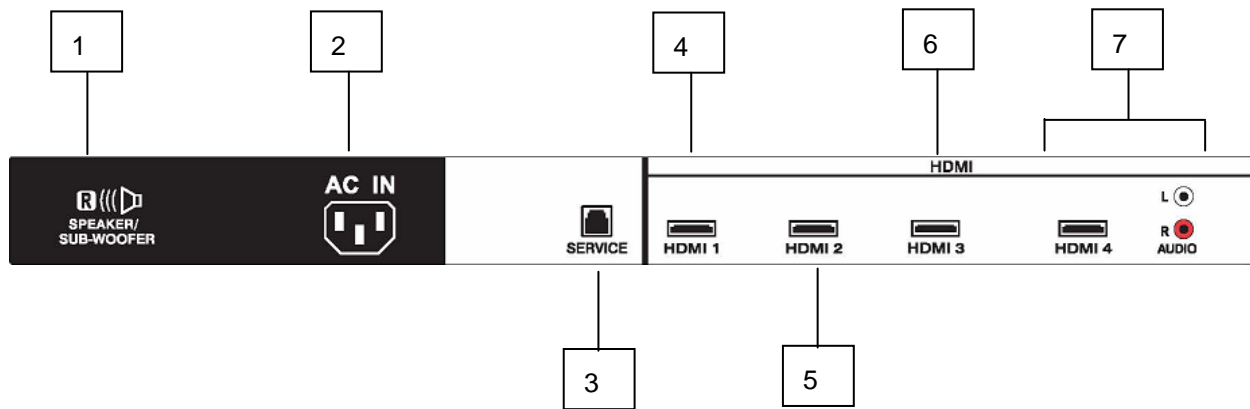 1
2
4
6
7
HDMI
R
SPEAKER/
SUB-WOOFER
AC IN
SERVICE
HDMI 1
HDMI 2
HDMI 3
HDMI 4
L
R
AUDIO
3
5